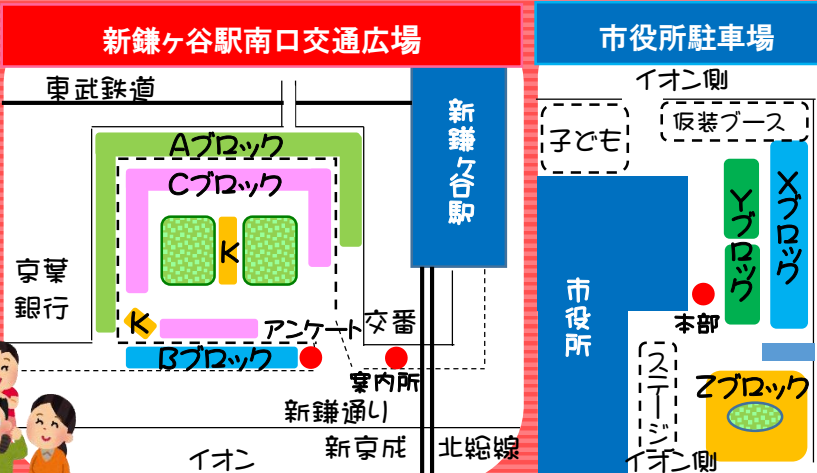 新鎌ヶ谷駅南口交通広場
東武鉄道
新鎌ヶ谷駅
Aブロック
Cブロック
K
京葉
銀行
K
アンケート
交番
Bブロック
案内所
新鎌通り
イオン
新京成
北総線
市役所駐車場
イオン側
子ども
仮装ブース
Xブロック
Yブロック
市役所
本部
ステージ
Zブロック
イオン側